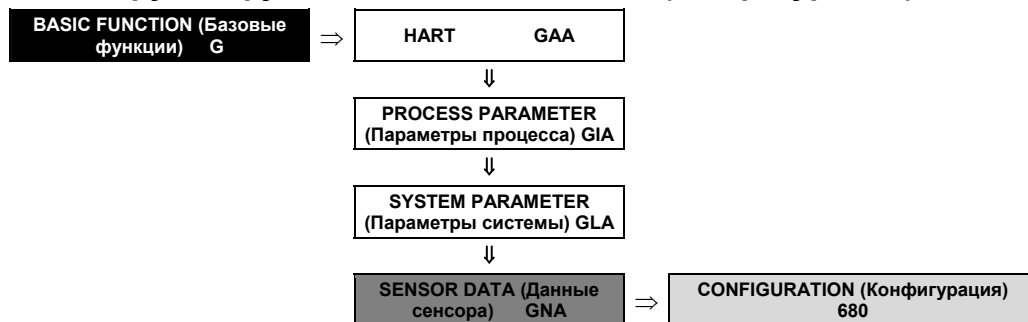 BASIC FUNCTION (Базовые
функции) G
⇒
HART GAA
⇓
PROCESS PARAMETER
(Параметры процесса) GIA
⇓
SYSTEM PARAMETER
(Параметры системы) GLA
⇓
SENSOR DATA (Данные
сенсора) GNA
⇒
CONFIGURATION (Конфигурация)
680